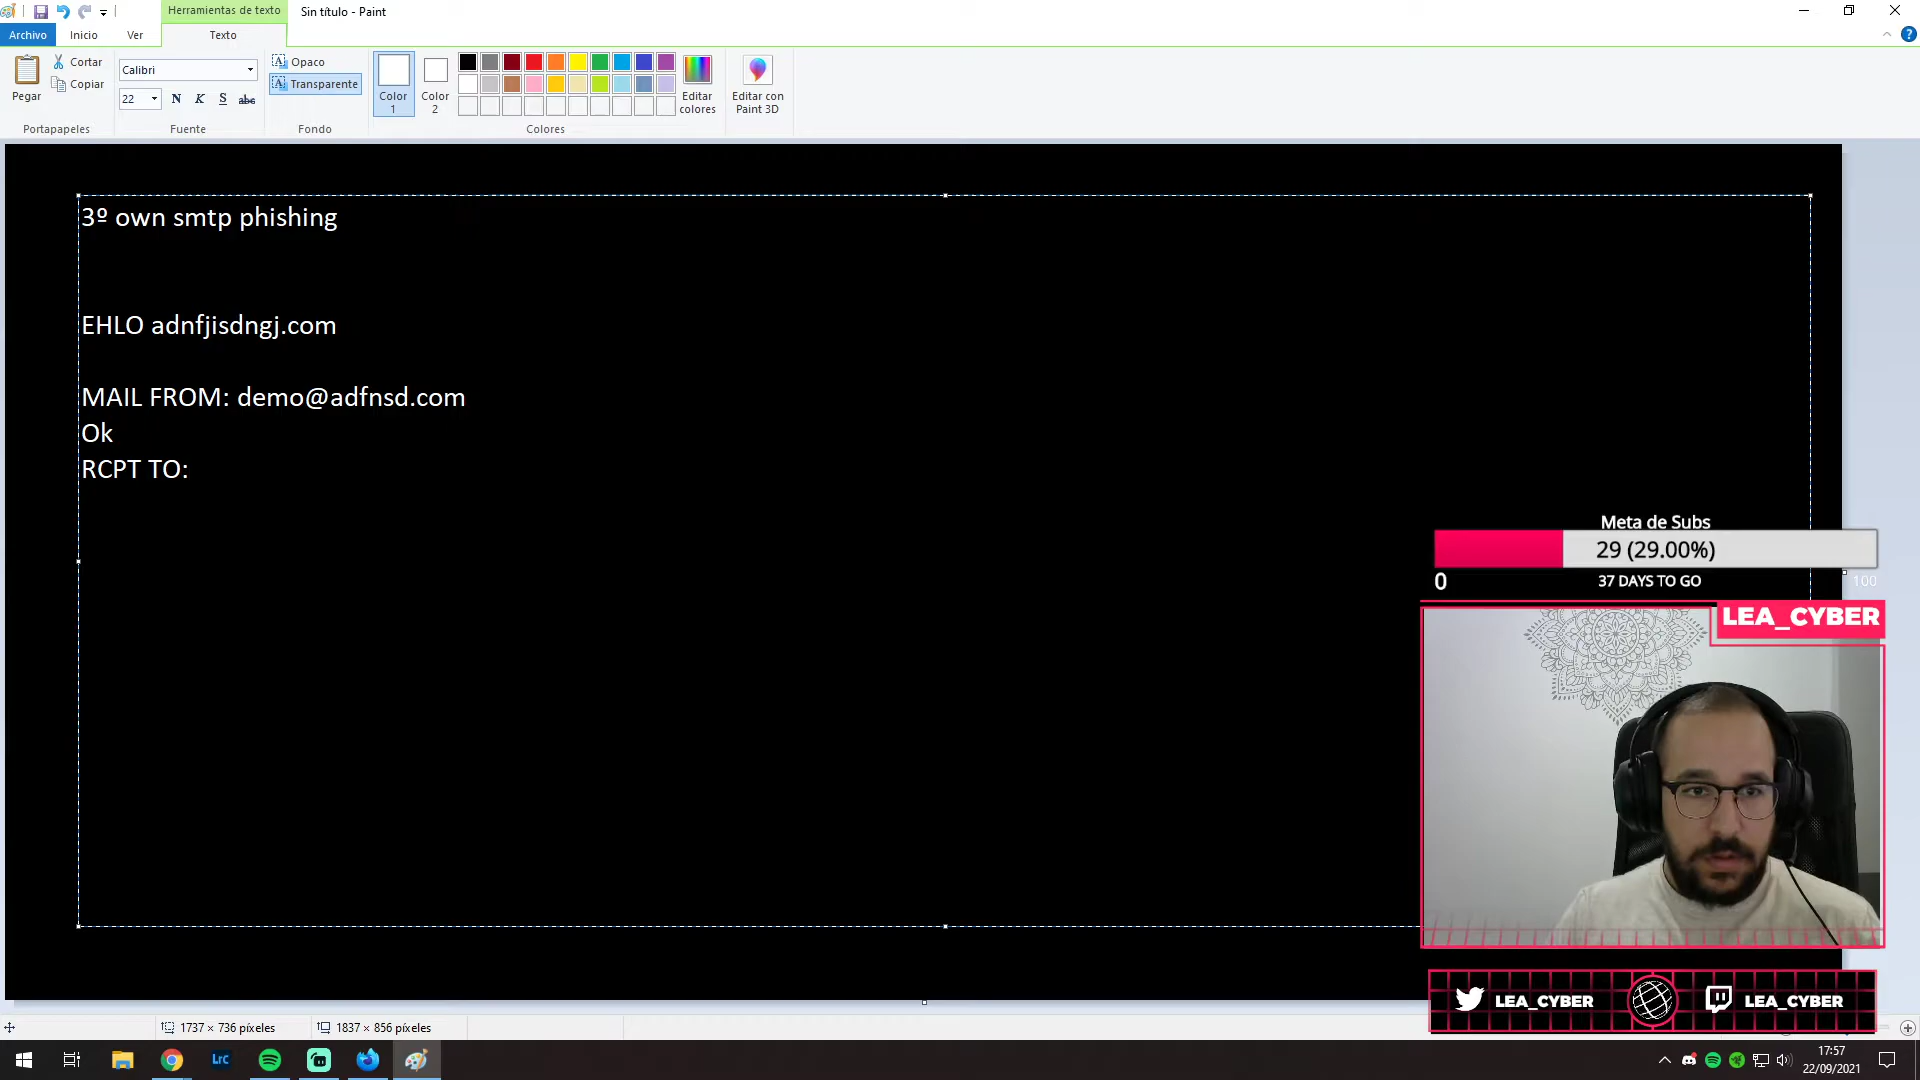 Herramientas de texto
Sin título - Paint
Archivo
Inicio
Ver
Texto
Pegar
Cortar
Copiar
Portapapeles
Calibri
22
N
K
S
abc
Fuente
Opaco
Transparente
Fondo
Color
1
Color
2
Editar
colores
Colores
Editar con
Paint 3D
3º own smtp phishing
EHLO adnfjisdngj.com
MAIL FROM: demo@adfnsd.com
Ok
RCPT TO:
Meta de Subs
29 (29.00%)
0
37 DAYS TO GO
100
LEA_CYBER
LEA_CYBER
LEA_CYBER
1737 × 736 píxeles
1837 × 856 píxeles
Lrc
17:57
22/09/2021